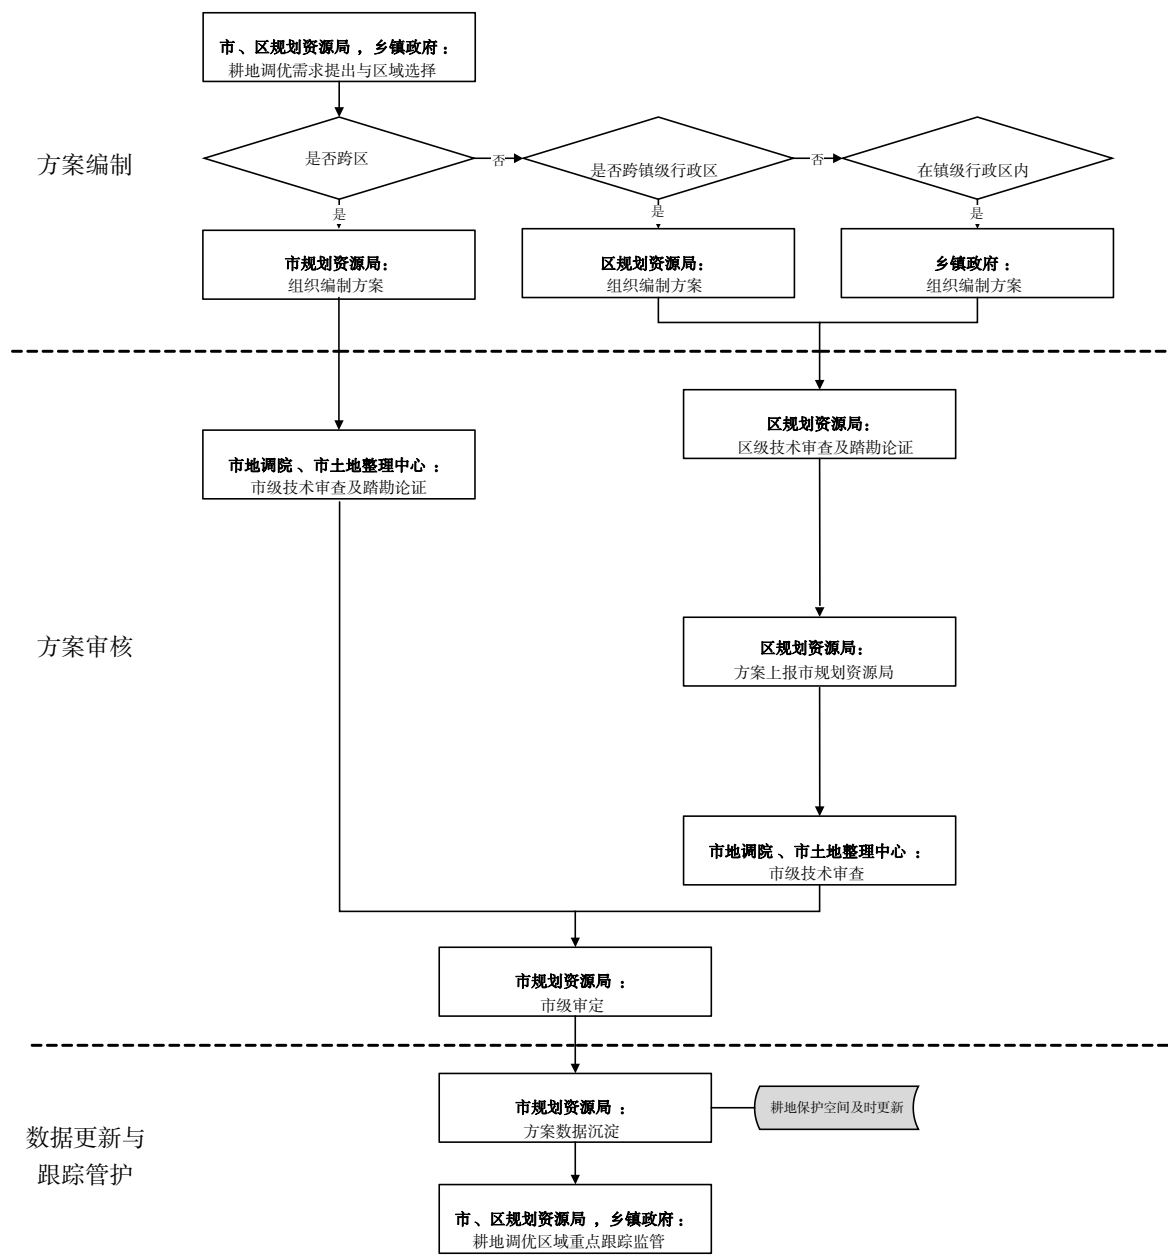 市、区规划资源局，乡镇政府：
耕地调优需求提出与区域选择
方案编制
是否跨区
否
是否跨镇级行政区
否
在镇级行政区内
是
是
是
市规划资源局：
组织编制方案
区规划资源局：
组织编制方案
乡镇政府：
组织编制方案
方案审核
市地调院、市土地整理中心：
市级技术审查及踏勘论证
区规划资源局：
区级技术审查及踏勘论证
区规划资源局：
方案上报市规划资源局
市地调院、市土地整理中心：
市级技术审查
市规划资源局：
市级审定
数据更新与
跟踪管护
市规划资源局：
方案数据沉淀
耕地保护空间及时更新
市、区规划资源局，乡镇政府：
耕地调优区域重点跟踪监管